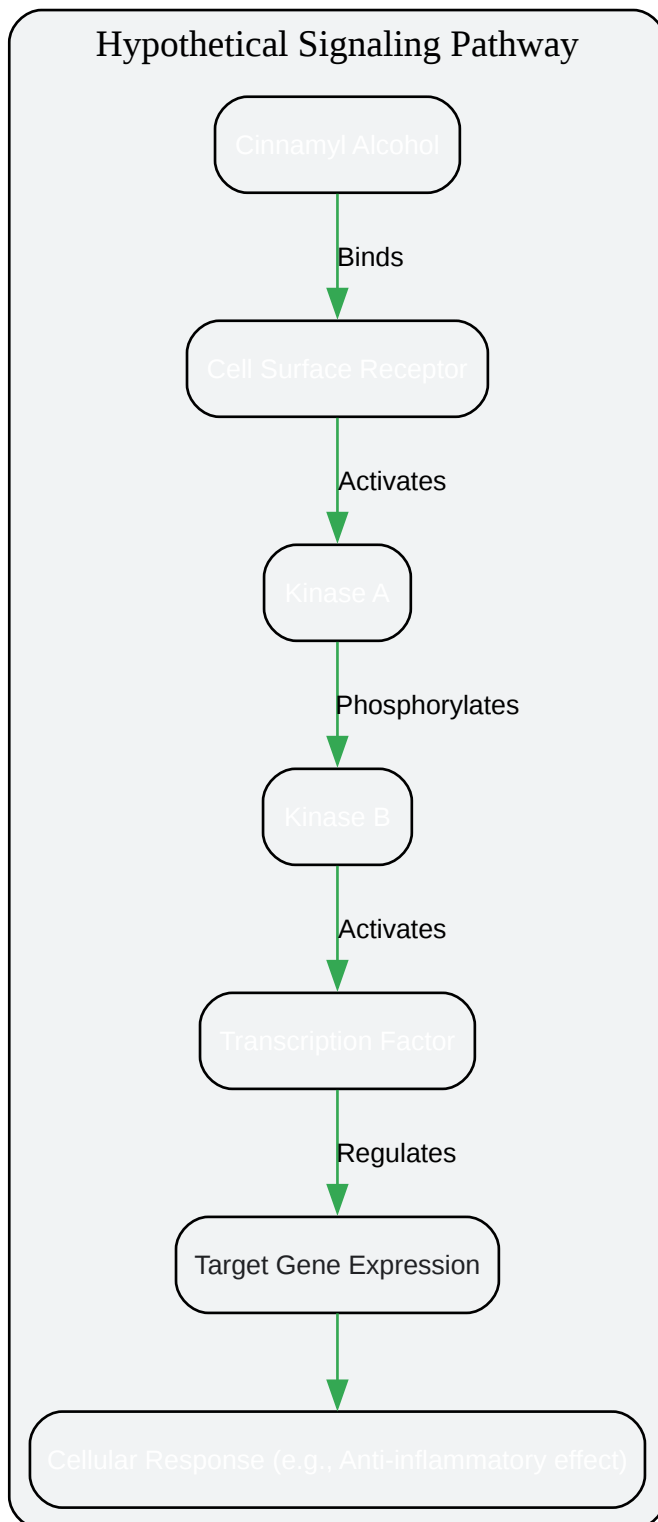 Hypothetical Signaling Pathway
Cinnamyl Alcohol
Binds
Cell Surface Receptor
Activates
Kinase A
Phosphorylates
Kinase B
Activates
Transcription Factor
Regulates
Target Gene Expression
Cellular Response (e.g., Anti-inflammatory effect)